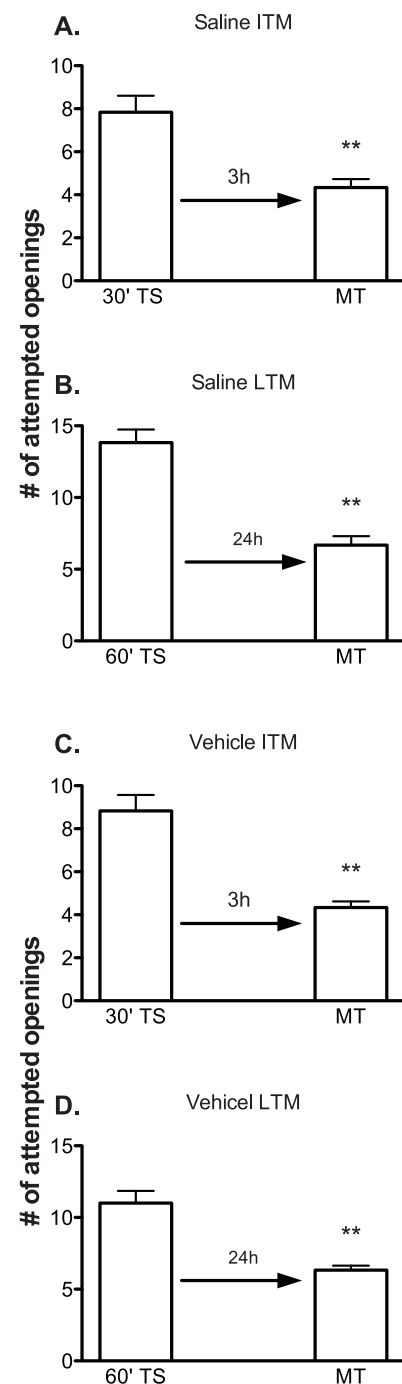 A. Saline ITM
# of attempted openings
10
8
6
4
2
0
3h
**
30' TS MT
B. Saline LTM
15
10
5
0
24h
**
60' TS MT
C. Vehicle ITM
# of attempted openings
10
8
6
4
2
0
3h
**
30' TS MT
D. Vehicel LTM
15
10
5
0
24h
**
60' TS MT